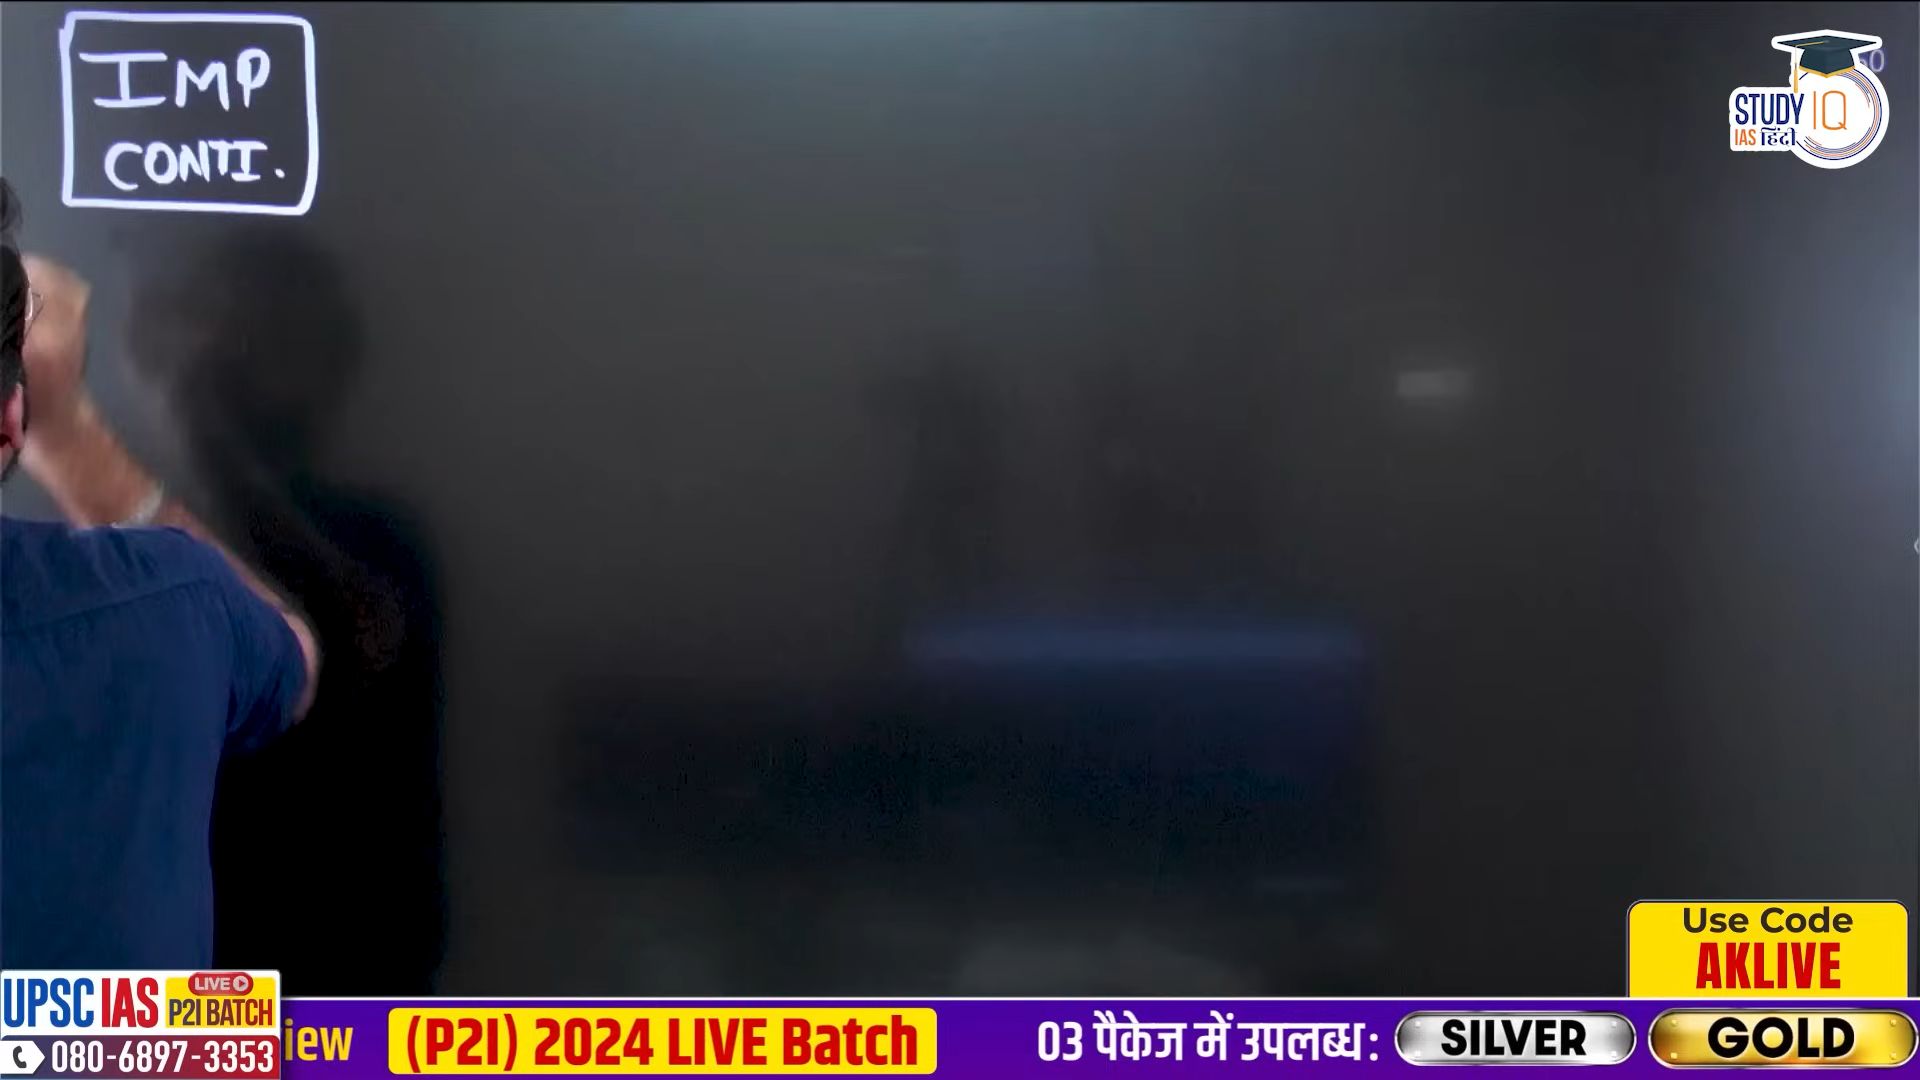 IMP
CONTI.
STUDY IQ
IAS हिंदी
Use Code
AKLIVE
UPSC IAS LIVE
P2I BATCH
080-6897-3353
iew (P2I) 2024 LIVE Batch 03 पैकेज में उपलब्ध: SILVER GOLD